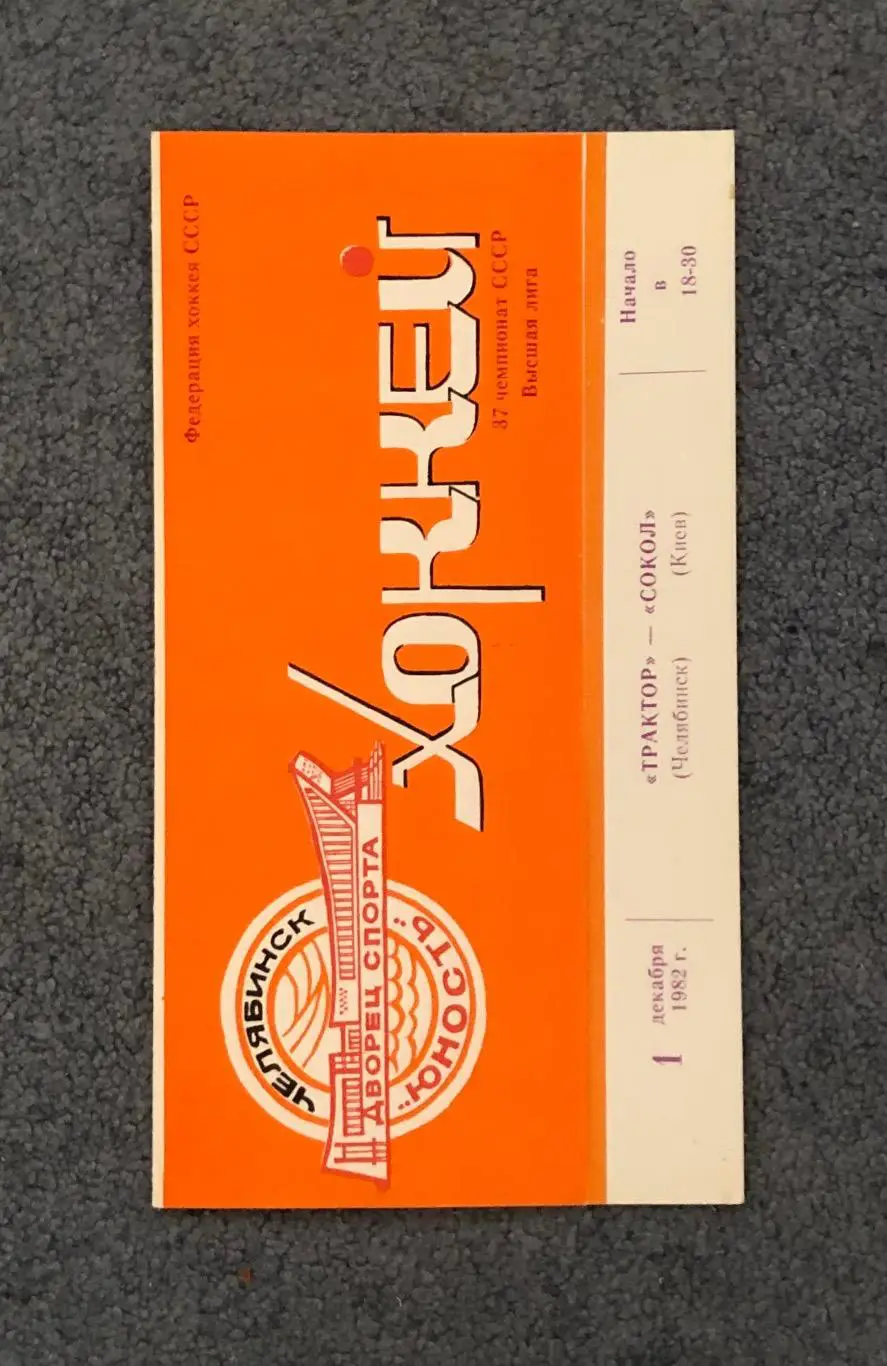 Федерация хоккея СССР
ЧЕЛЯБИНСК
ДВОРЕЦ СПОРТА
"ЮНОСТЬ"
Хоккей
37 чемпионат СССР
Высшая лига
1 декабря
1982 г.
«ТРАКТОР» — «СОКОЛ»
(Челябинск) (Киев)
Начало
в
18-30